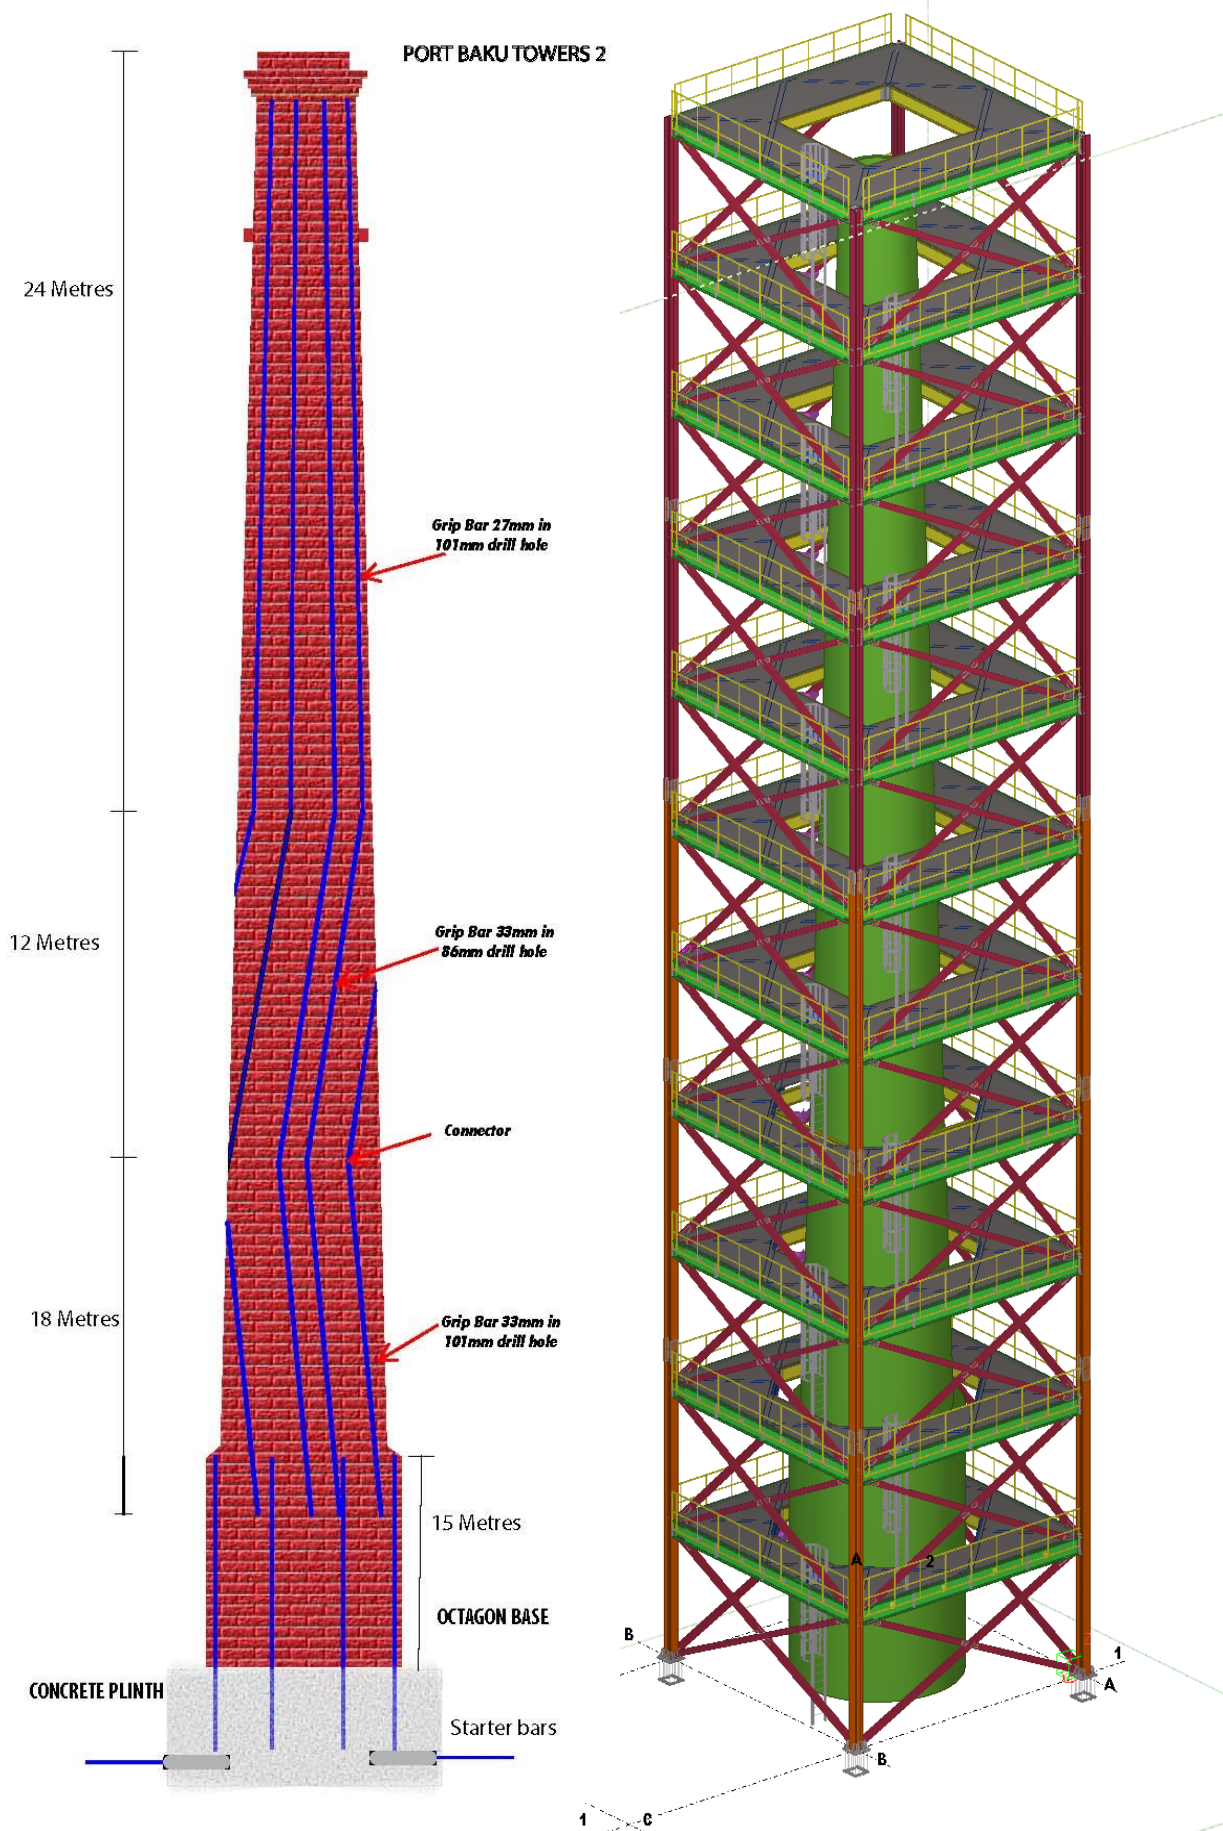 PORT BAKU TOWERS 2
24 Metres
Grip Bar 27mm in
101mm drill hole
12 Metres
Grip Bar 33mm in
86mm drill hole
Connector
18 Metres
Grip Bar 33mm in
101mm drill hole
15 Metres
OCTAGON BASE
CONCRETE PLINTH
Starter bars
A
2
B
1
A
B
1
C